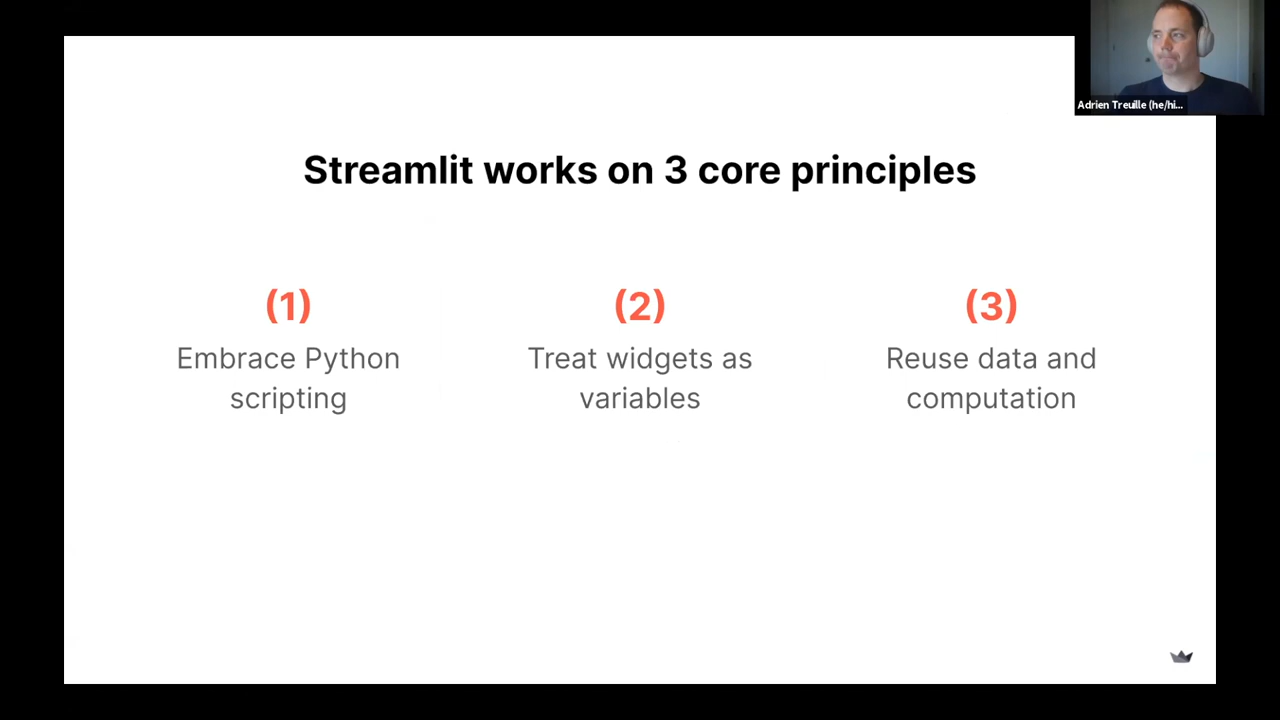 Adrien Treuille (he/hi...
Streamlit works on 3 core principles
(1)
Embrace Python
scripting
(2)
Treat widgets as
variables
(3)
Reuse data and
computation